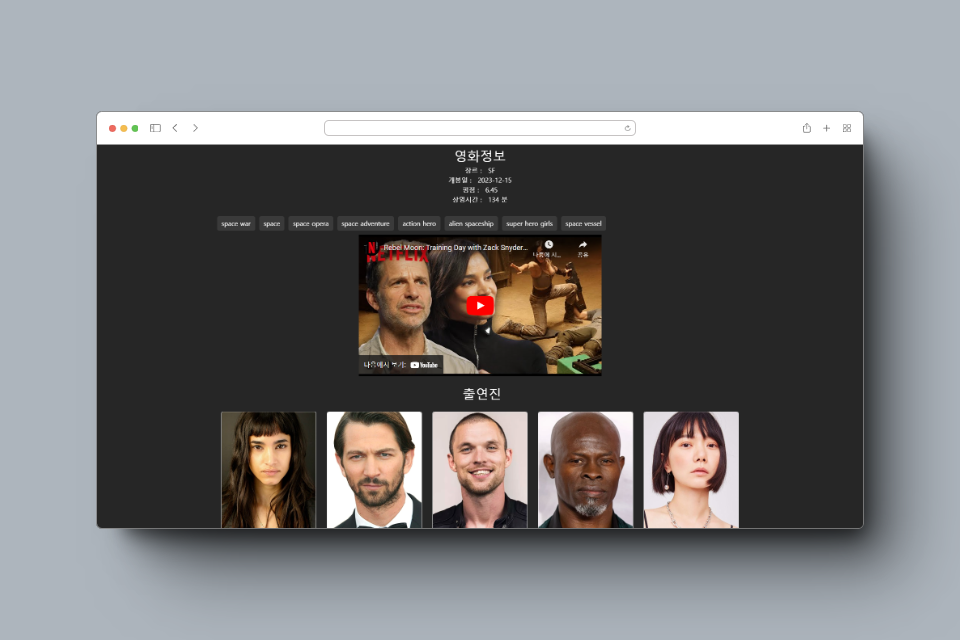 영화정보
장르 : SF
개봉일 : 2023-12-15
평점 : 6.45
상영시간 : 134 분
space war space space opera space adventure action hero alien spaceship super hero girls space vessel
NETFLIX
N Rebel Moon: Training Day with Zack Snyder...
나중에 시... 공유
다음에서 보기: YouTube
출연진